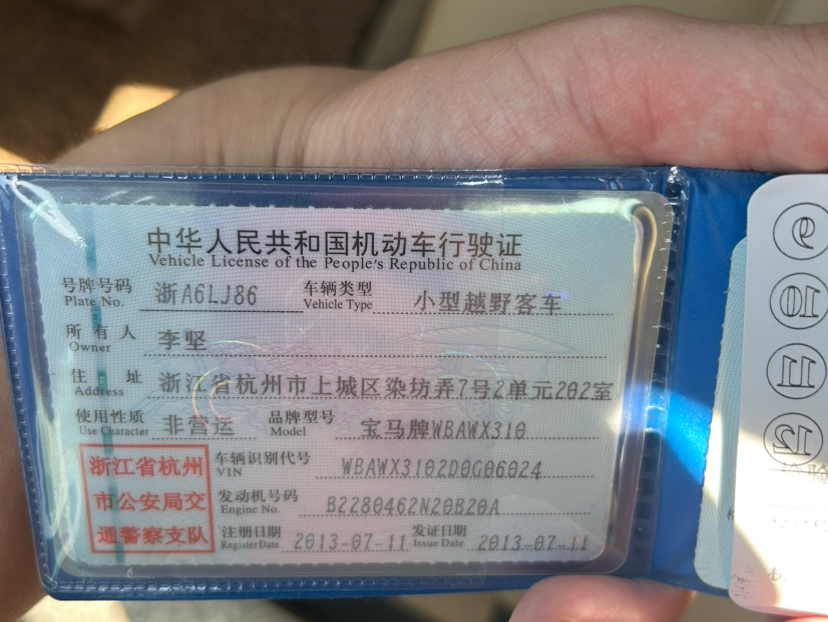 中华人民共和国机动车行驶证
Vehicle License of the People's Republic of China
号牌号码 浙A6LJ86 车辆类型 小型越野客车
Plate No. Vehicle Type
所有人 李坚
Owner
住址 浙江省杭州市上城区染坊弄7号2单元202室
Address
使用性质 非营运 品牌型号 宝马牌WBAWX310
Use Character Model
浙江省杭州
市公安局交
通警察支队
车辆识别代号 WBAWX3102D0G06024
VIN
发动机号码 B2280462N20B20A
Engine No.
注册日期 2013-07-11 发证日期 2013-07-11
Register Date Issue Date
9
10
11
12